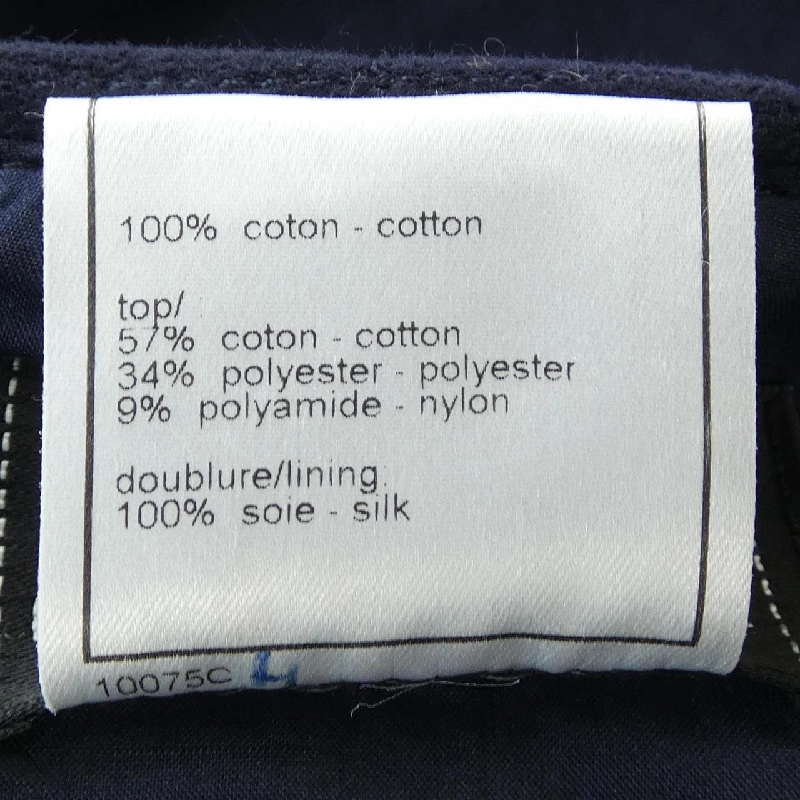 100% coton - cotton
top/
57% coton - cotton
34% polyester - polyester
9% polyamide - nylon
doublure/lining
100% soie - silk
10075C